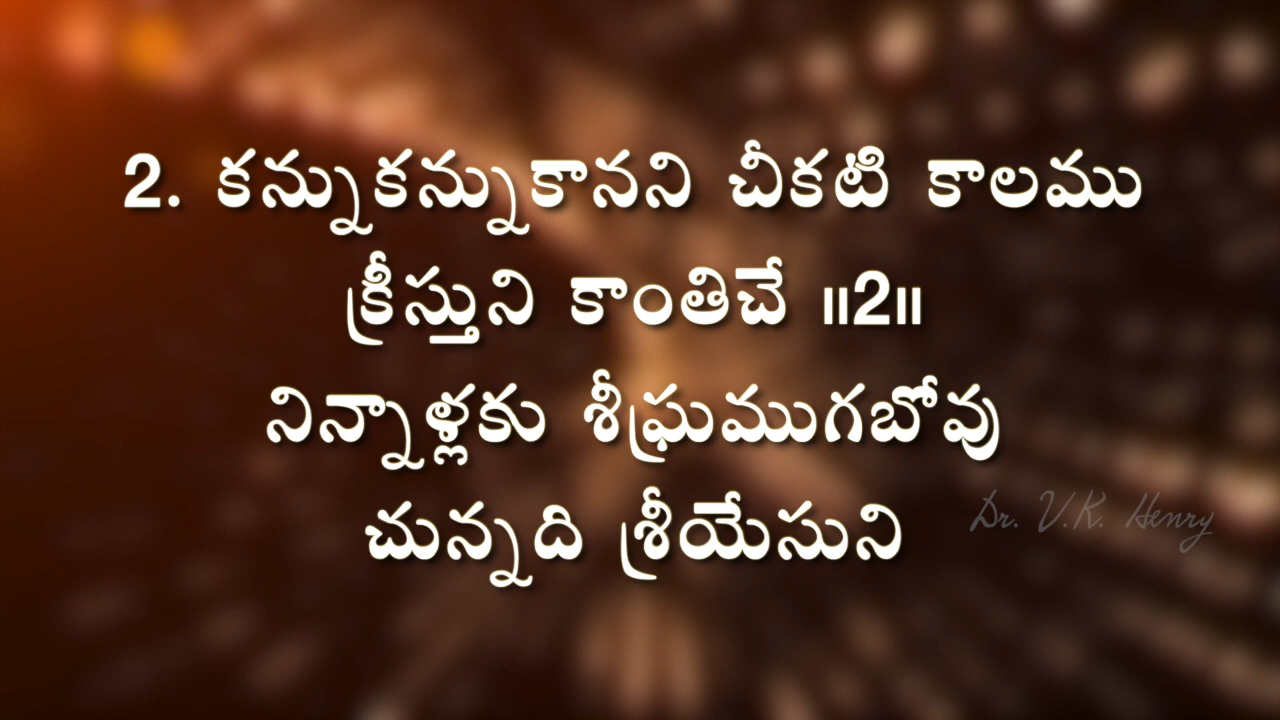 2. కన్నుకన్నుకానని చీకటి కాలము
క్రీస్తుని కాంతిచే ॥2॥
నిన్నాళ్లకు శీఘ్రముగబోవు
చున్నది శ్రీయేసుని
Dr. V.K. Henry